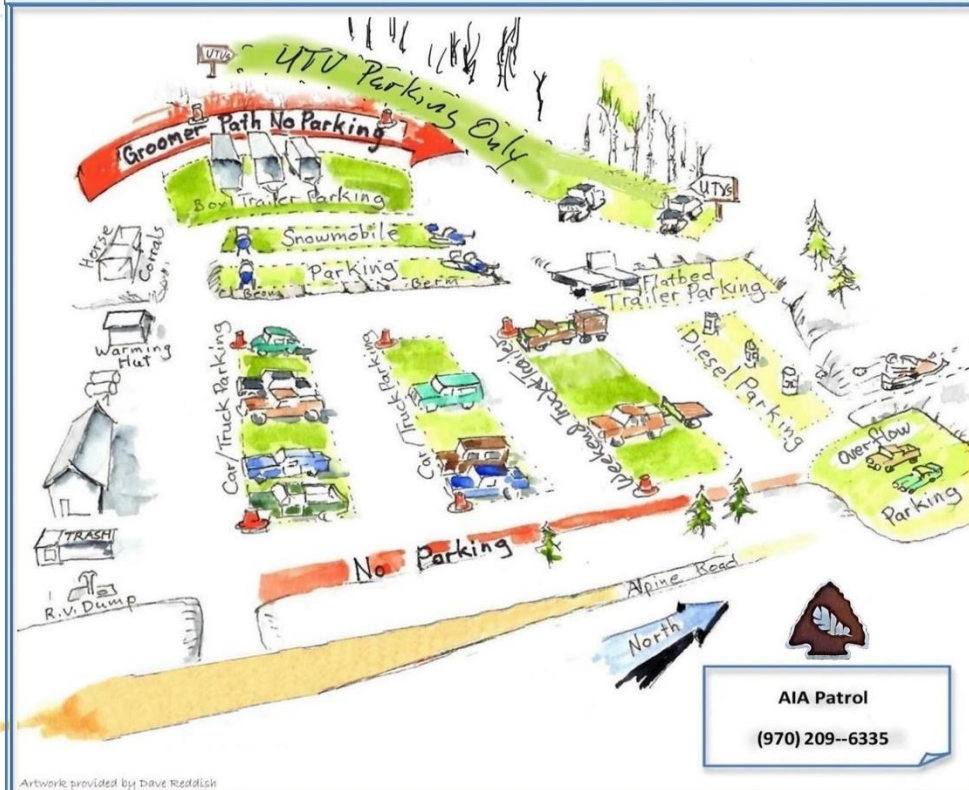 UTVs
UTV Parking Only
Groomer Path No Parking
Box Trailer Parking
UTVs
Snowmobile
Parking
Berm
Berm
Horse
Corrals
Flatbed
Trailer Parking
Warming
Hut
Car/Truck Parking
Car/Truck Parking
Weekend Truck & Trailer
Diesel Parking
Overflow
Parking
TRASH
R.V. Dump
No Parking
Alpine Road
North
AIA Patrol
(970) 209--6335
Artwork provided by Dave Reddish